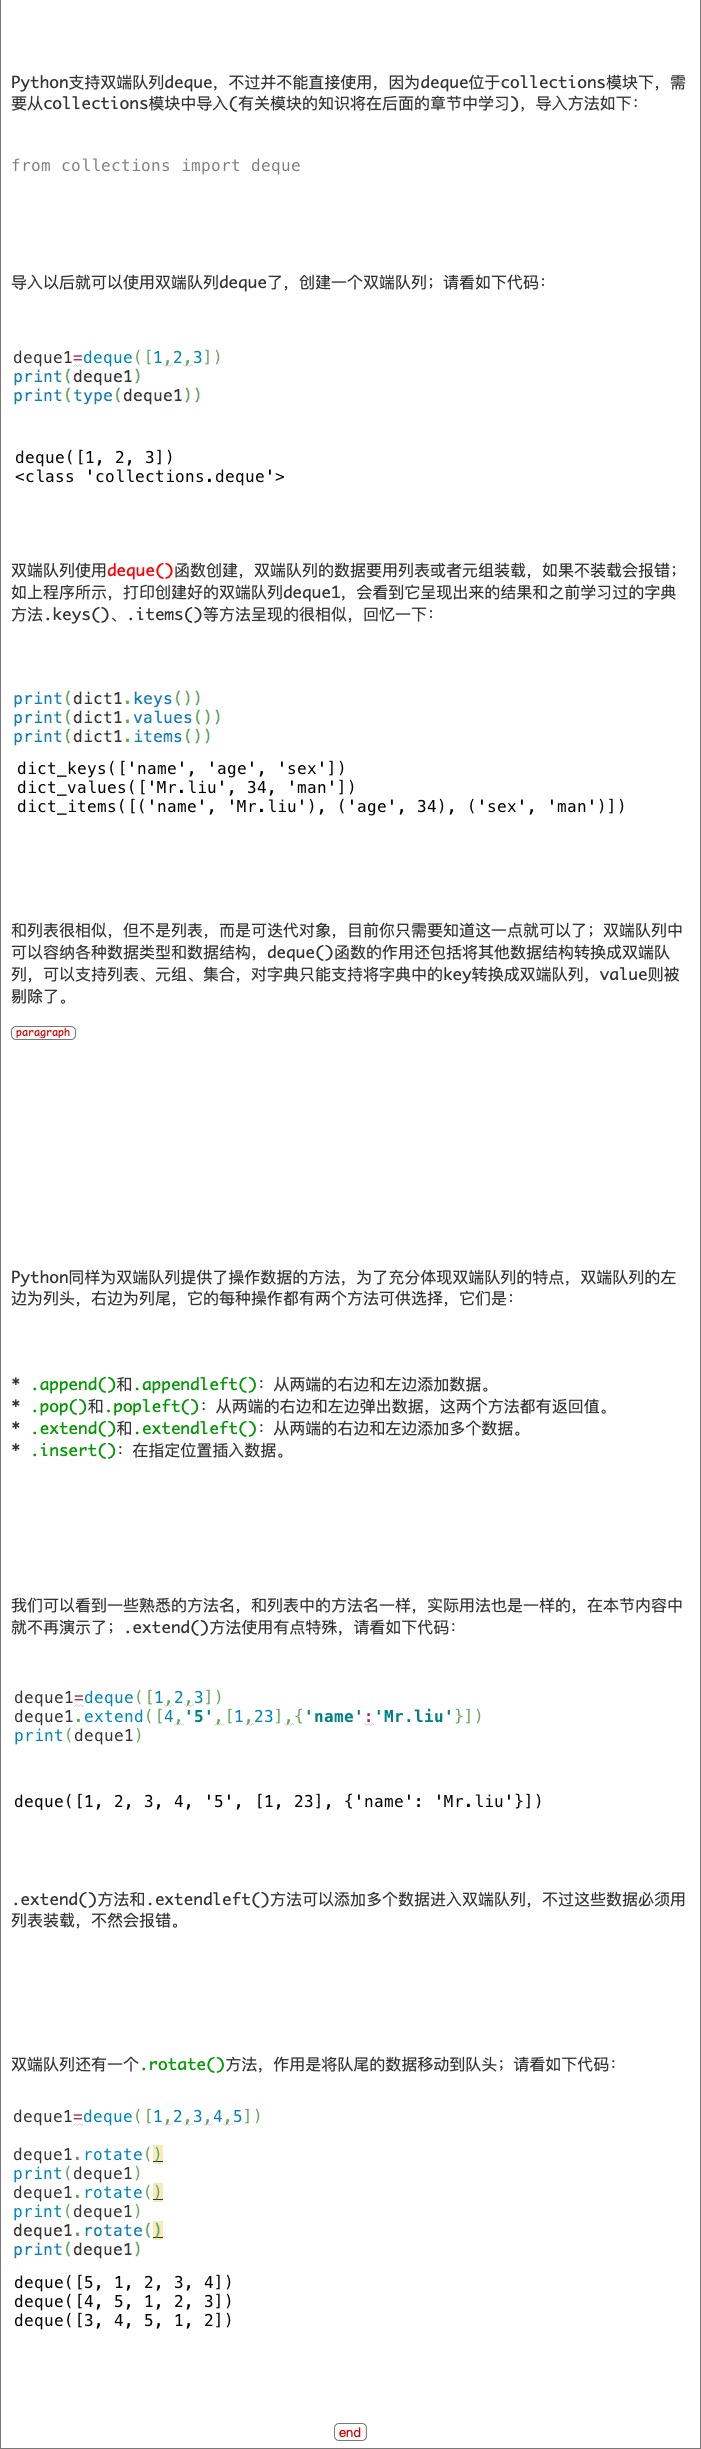 Python支持双端队列deque，不过并不能直接使用，因为deque位于collections模块下，需
要从collections模块中导入(有关模块的知识将在后面的章节中学习)，导入方法如下：
from collections import deque
导入以后就可以使用双端队列deque了，创建一个双端队列；请看如下代码：
deque1=deque([1,2,3])
print(deque1)
print(type(deque1))
deque([1, 2, 3])
<class 'collections.deque'>
双端队列使用deque()函数创建，双端队列的数据要用列表或者元组装载，如果不装载会报错；
如上程序所示，打印创建好的双端队列deque1，会看到它呈现出来的结果和之前学习过的字典
方法.keys()、.items()等方法呈现的很相似，回忆一下：
print(dict1.keys())
print(dict1.values())
print(dict1.items())
dict_keys(['name', 'age', 'sex'])
dict_values(['Mr.liu', 34, 'man'])
dict_items([('name', 'Mr.liu'), ('age', 34), ('sex', 'man')])
和列表很相似，但不是列表，而是可迭代对象，目前你只需要知道这一点就可以了；双端队列中
可以容纳各种数据类型和数据结构，deque()函数的作用还包括将其他数据结构转换成双端队
列，可以支持列表、元组、集合，对字典只能支持将字典中的key转换成双端队列，value则被
剔除了。
paragraph
Python同样为双端队列提供了操作数据的方法，为了充分体现双端队列的特点，双端队列的左
边为列头，右边为列尾，它的每种操作都有两个方法可供选择，它们是：
* .append()和.appendleft()：从两端的右边和左边添加数据。
* .pop()和.popleft()：从两端的右边和左边弹出数据，这两个方法都有返回值。
* .extend()和.extendleft()：从两端的右边和左边添加多个数据。
* .insert()：在指定位置插入数据。
我们可以看到一些熟悉的方法名，和列表中的方法名一样，实际用法也是一样的，在本节内容中
就不再演示了；.extend()方法使用有点特殊，请看如下代码：
deque1=deque([1,2,3])
deque1.extend([4,'5',[1,23],{'name':'Mr.liu'}])
print(deque1)
deque([1, 2, 3, 4, '5', [1, 23], {'name': 'Mr.liu'}])
.extend()方法和.extendleft()方法可以添加多个数据进入双端队列，不过这些数据必须用
列表装载，不然会报错。
双端队列还有一个.rotate()方法，作用是将队尾的数据移动到队头；请看如下代码：
deque1=deque([1,2,3,4,5])
deque1.rotate()
print(deque1)
deque1.rotate()
print(deque1)
deque1.rotate()
print(deque1)
deque([5, 1, 2, 3, 4])
deque([4, 5, 1, 2, 3])
deque([3, 4, 5, 1, 2])
end